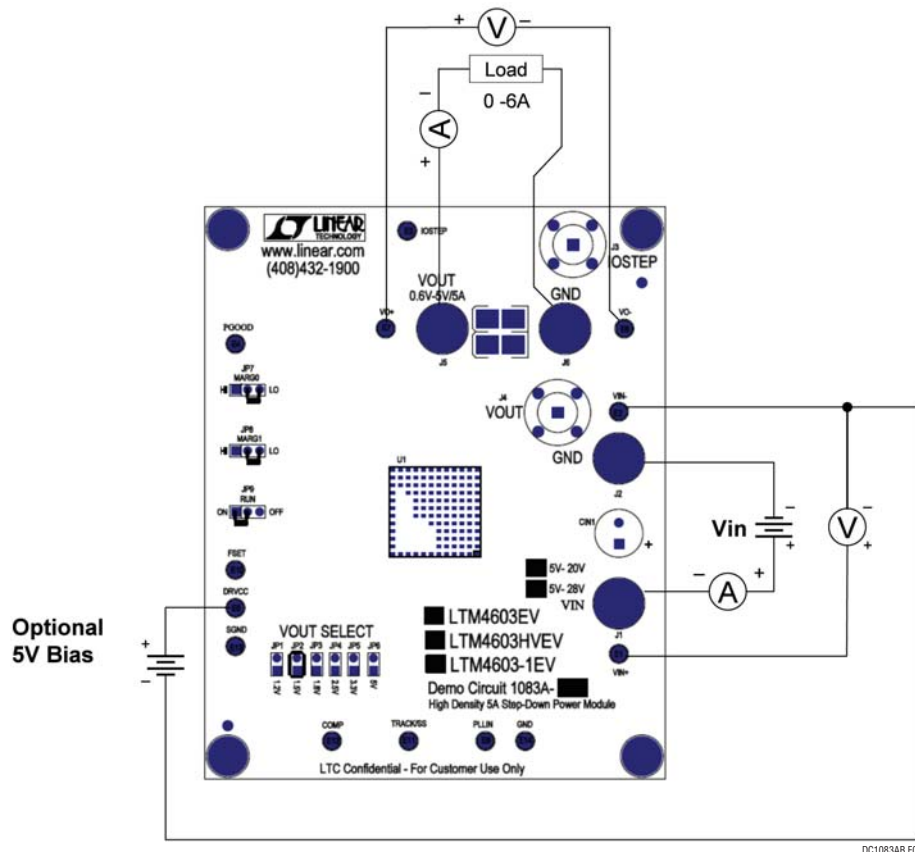 + V −
Load
0 -6A
−
A
+
LINEAR
TECHNOLOGY
www.linear.com
(408)432-1900
IOSTEP
J3
IOSTEP
VOUT
0.6V-5V/5A
GND
VO+
VO-
J5
J6
PGOOD
JP7
MARG0
HI
LO
JP8
MARG1
HI
LO
JP9
RUN
ON
OFF
J4
VOUT
GND
VIN-
J2
U1
CIN1
+
Vin
−
+
V
+
− A +
5V- 20V
5V- 28V
VIN
J1
VIN+
FSET
DRVCC
SGND
Optional
5V Bias
+
−
VOUT SELECT
JP1 JP2 JP3 JP4 JP5 JP6
1.2V 1.5V 1.8V 2.5V 3.3V 5V
LTM4603EV
LTM4603HVEV
LTM4603-1EV
Demo Circuit 1083A-
High Density 5A Step-Down Power Module
COMP
TRACK/SS
PLLIN
GND
LTC Confidential - For Customer Use Only